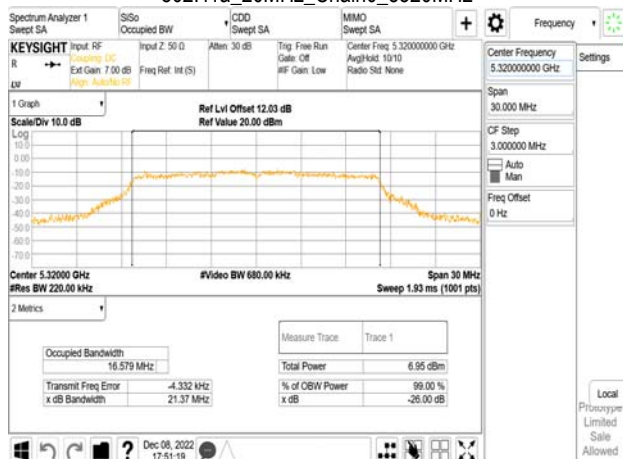 Spectrum Analyzer 1
Swept SA
SiSo
Occupied BW
CDD
Swept SA
MIMO
Swept SA
+
Frequency
KEYSIGHT
R
LXI
Input: RF
Coupling: DC
Ext Gain: 7.00 dB
Align: Auto/No RF
Input Z: 50 Ω
Freq Ref: Int (S)
Atten: 30 dB
Trig: Free Run
Gate: Off
#IF Gain: Low
Center Freq: 5.320000000 GHz
Avg|Hold: 10/10
Radio Std: None
Center Frequency
5.320000000 GHz
Settings
Span
30.000 MHz
CF Step
3.000000 MHz
Auto
Man
Freq Offset
0 Hz
1 Graph
Scale/Div 10.0 dB
Ref Lvl Offset 12.03 dB
Ref Value 20.00 dBm
Log
10.0
0.00
-10.0
-20.0
-30.0
-40.0
-50.0
-60.0
-70.0
Center 5.32000 GHz
#Video BW 680.00 kHz
Span 30 MHz
#Res BW 220.00 kHz
Sweep 1.93 ms (1001 pts)
2 Metrics
Measure Trace Trace 1
Occupied Bandwidth
16.579 MHz
Total Power 6.95 dBm
Transmit Freq Error -4.332 kHz
% of OBW Power 99.00 %
x dB Bandwidth 21.37 MHz
x dB -26.00 dB
Local
Prototype
Limited
Sale
Allowed
?
Dec 08, 2022
17:51:19